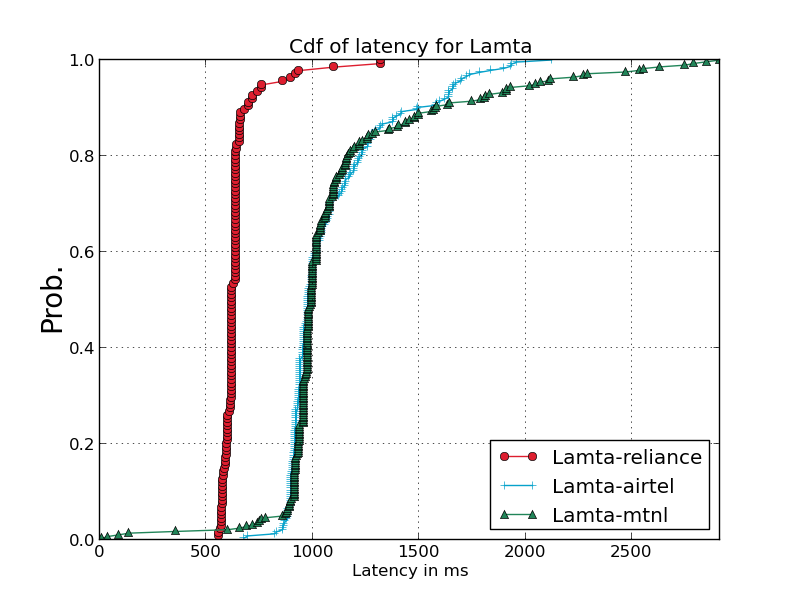 Cdf of latency for Lamta
1.0
0.8
0.6
0.4
0.2
0.0
Prob.
0 500 1000 1500 2000 2500
Latency in ms
Lamta-reliance
Lamta-airtel
Lamta-mtnl